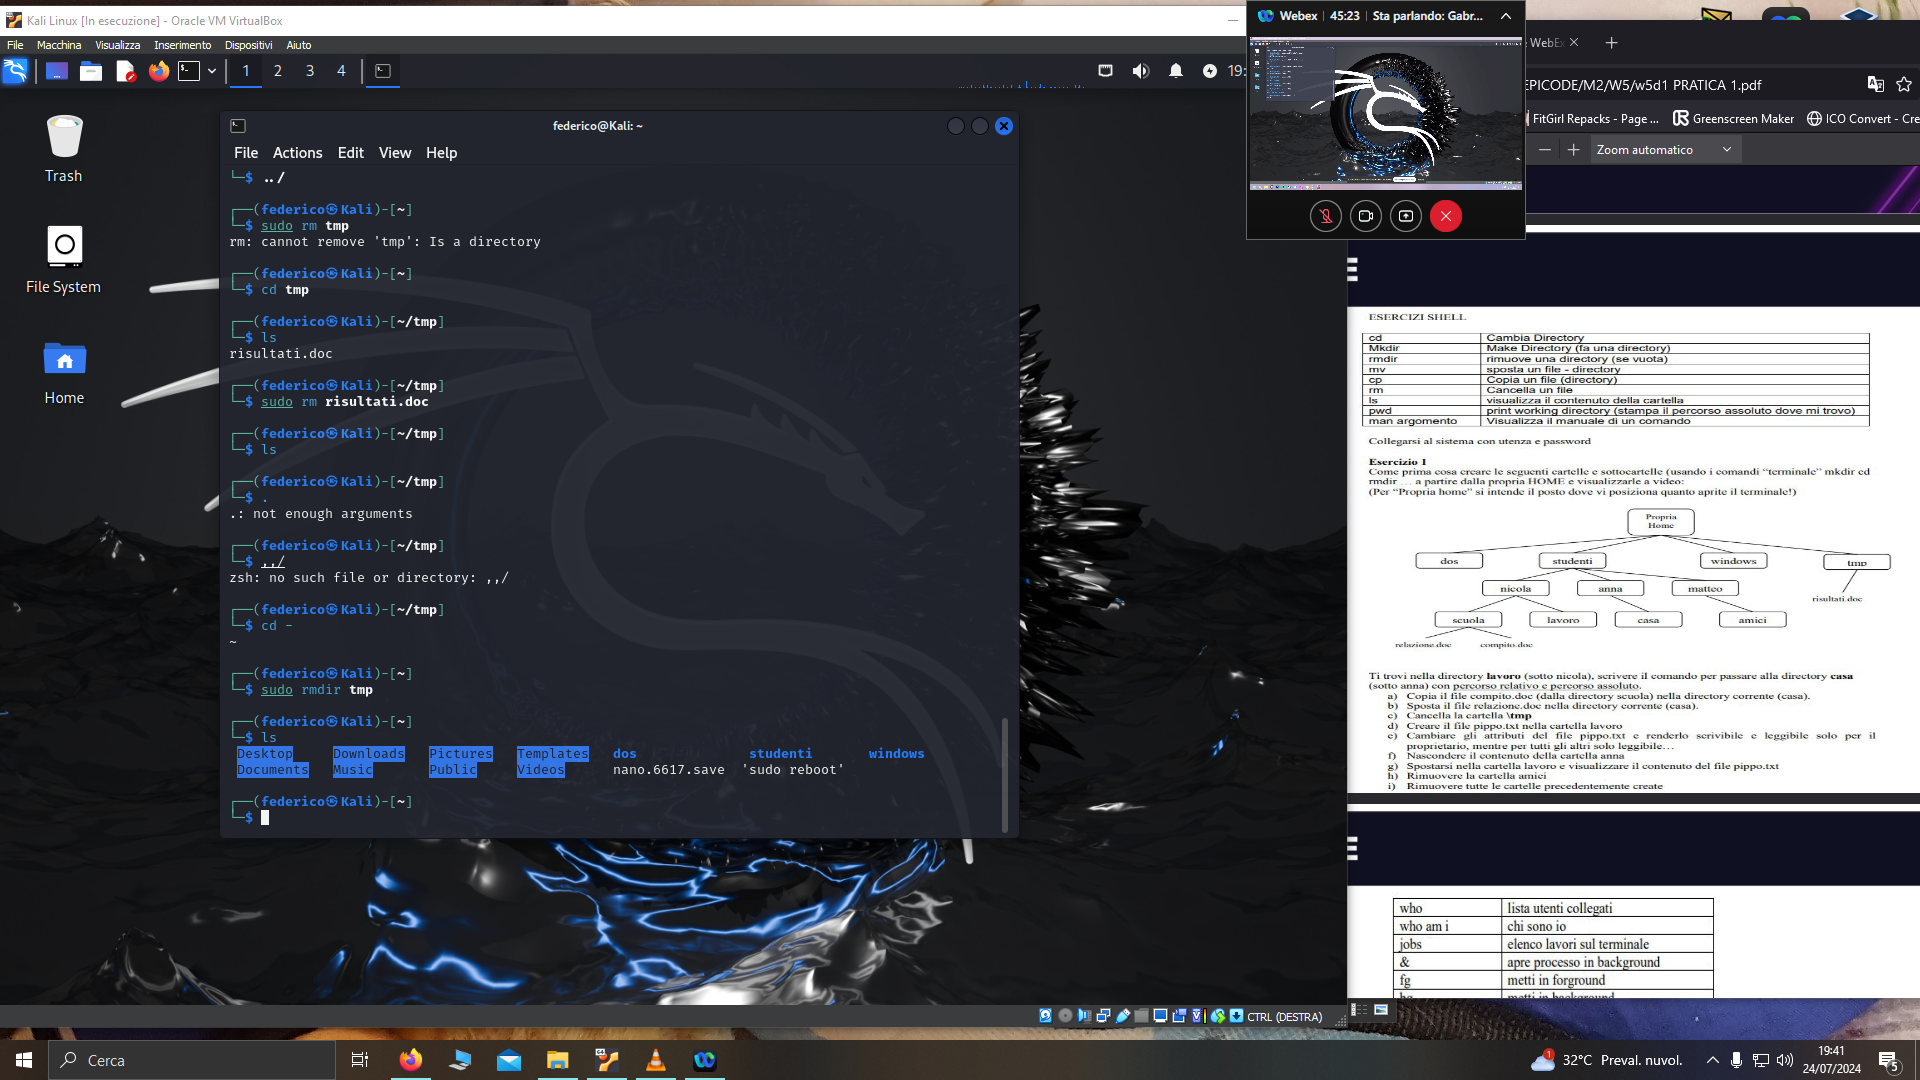 Kali Linux [In esecuzione] - Oracle VM VirtualBox
File Macchina Visualizza Inserimento Dispositivi Aiuto
1 2 3 4
19:
Trash
File System
Home
federico@Kali: ~
File Actions Edit View Help
└─$ ../
┌──(federico㉿Kali)-[~]
└─$ sudo rm tmp
rm: cannot remove 'tmp': Is a directory
┌──(federico㉿Kali)-[~]
└─$ cd tmp
┌──(federico㉿Kali)-[~/tmp]
└─$ ls
risultati.doc
┌──(federico㉿Kali)-[~/tmp]
└─$ sudo rm risultati.doc
┌──(federico㉿Kali)-[~/tmp]
└─$ ls
┌──(federico㉿Kali)-[~/tmp]
└─$ .
.: not enough arguments
┌──(federico㉿Kali)-[~/tmp]
└─$ ,,/
zsh: no such file or directory: ,,/
┌──(federico㉿Kali)-[~/tmp]
└─$ cd -
~
┌──(federico㉿Kali)-[~]
└─$ sudo rmdir tmp
┌──(federico㉿Kali)-[~]
└─$ ls
Desktop Downloads Pictures Templates dos studenti windows
Documents Music Public Videos nano.6617.save 'sudo reboot'
┌──(federico㉿Kali)-[~]
└─$
CTRL (DESTRA)
Webex 45:23 Sta parlando: Gabr...
WebEx
EPICODE/M2/W5/w5d1 PRATICA 1.pdf
FitGirl Repacks - Page ... Greenscreen Maker ICO Convert - Cre
Zoom automatico
ESERCIZI SHELL
cd Cambia Directory
Mkdir Make Directory (fa una directory)
rmdir rimuove una directory (se vuota)
mv sposta un file - directory
cp Copia un file (directory)
rm Cancella un file
ls visualizza il contenuto della cartella
pwd print working directory (stampa il percorso assoluto dove mi trovo)
man argomento Visualizza il manuale di un comando
Collegarsi al sistema con utenza e password
Esercizio 1
Come prima cosa creare le seguenti cartelle e sottocartelle (usando i comandi “terminale” mkdir cd
rmdir … a partire dalla propria HOME e visualizzarle a video:
(Per “Propria home” si intende il posto dove vi posiziona quanto aprite il terminale!)
Propria
Home
dos studenti windows tmp
nicola anna matteo risultati.doc
scuola lavoro casa amici
relazione.doc compito.doc
Ti trovi nella directory lavoro (sotto nicola), scrivere il comando per passare alla directory casa
(sotto anna) con percorso relativo e percorso assoluto.
a) Copia il file compito.doc (dalla directory scuola) nella directory corrente (casa).
b) Sposta il file relazione.doc nella directory corrente (casa).
c) Cancella la cartella \tmp
d) Creare il file pippo.txt nella cartella lavoro
e) Cambiare gli attributi del file pippo.txt e renderlo scrivibile e leggibile solo per il
proprietario, mentre per tutti gli altri solo leggibile…
f) Nascondere il contenuto della cartella anna
g) Spostarsi nella cartella lavoro e visualizzare il contenuto del file pippo.txt
h) Rimuovere la cartella amici
i) Rimuovere tutte le cartelle precedentemente create
who lista utenti collegati
who am i chi sono io
jobs elenco lavori sul terminale
& apre processo in background
fg metti in forground
bg metti in background
Cerca
1 32°C Preval. nuvol.
19:41
24/07/2024
5